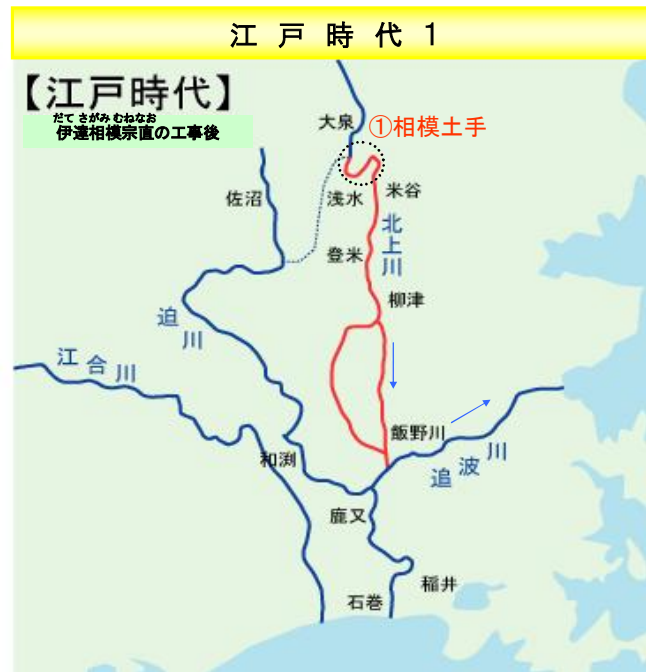 江戸時代1
【江戸時代】
だて さがみ むねなお
伊達相模宗直の工事後
大泉
①相模土手
佐沼
浅水
米谷
北上川
登米
柳津
迫川
江合川
飯野川
追波川
和渕
鹿又
稲井
石巻